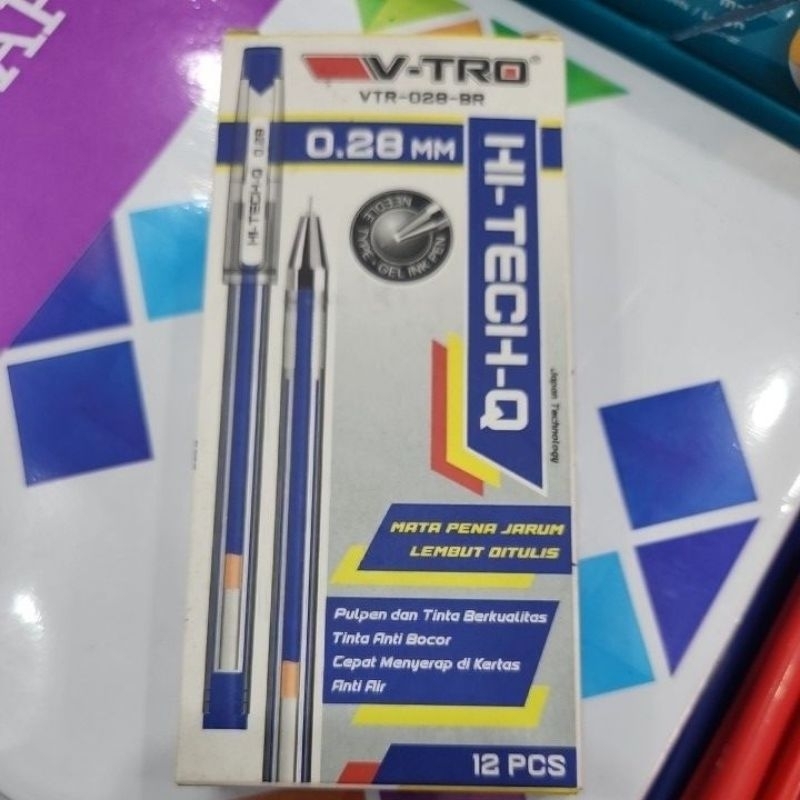 V-TRO®
VTR-028-BR
0.28 MM
HI-TECH-Q
HI-TECH-Q 0.28
NEEDLE TYPE - GEL INK PEN
Japan Technology
MATA PENA JARUM
LEMBUT DITULIS
Pulpen dan Tinta Berkualitas
Tinta Anti Bocor
Cepat Menyerap di Kertas
Anti Air
12 PCS